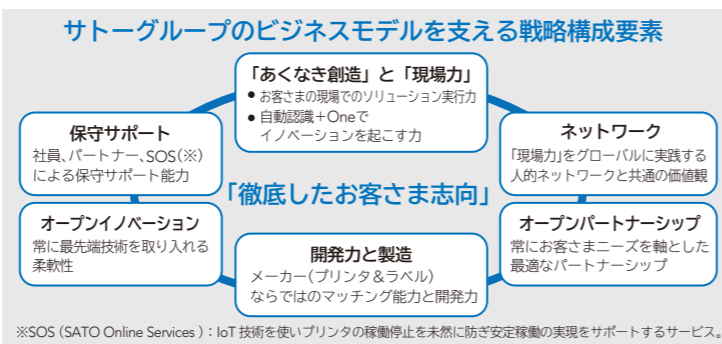 サトーグループのビジネスモデルを支える戦略構成要素
「あくなき創造」と「現場力」
● お客さまの現場でのソリューション実行力
● 自動認識+Oneで
イノベーションを起こす力
保守サポート
社員、パートナー、SOS(※)
による保守サポート能力
ネットワーク
「現場力」をグローバルに実践する
人的ネットワークと共通の価値観
「徹底したお客さま志向」
オープンイノベーション
常に最先端技術を取り入れる
柔軟性
開発力と製造
メーカー(プリンタ&ラベル)
ならではのマッチング能力と開発力
オープンパートナーシップ
常にお客さまニーズを軸とした
最適なパートナーシップ
※SOS (SATO Online Services ) : IoT 技術を使いプリンタの稼働停止を未然に防ぎ安定稼働の実現をサポートするサービス。